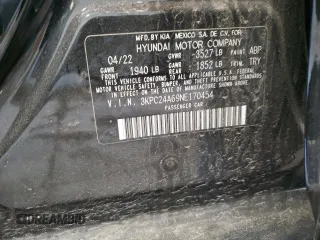 MFD.BY KIA MEXICO S.A. DE C.V. FOR
HYUNDAI MOTOR COMPANY
04/22 GVWR 3527 LB PAINT ABP
GAWR FRONT 1940 LB GAWR REAR 1852 LB TRIM TRY
THIS VEHICLE CONFORMS TO ALL APPLICABLE U.S.A. FEDERAL
MOTOR VEHICLE SAFETY, BUMPER, AND THEFT PREVENTION
STANDARDS IN EFFECT ON THE DATE OF MANUFACTURE SHOWN ABOVE.
V.I.N. 3KPC24A69NE170454
PASSENGER CAR
DREAMBID